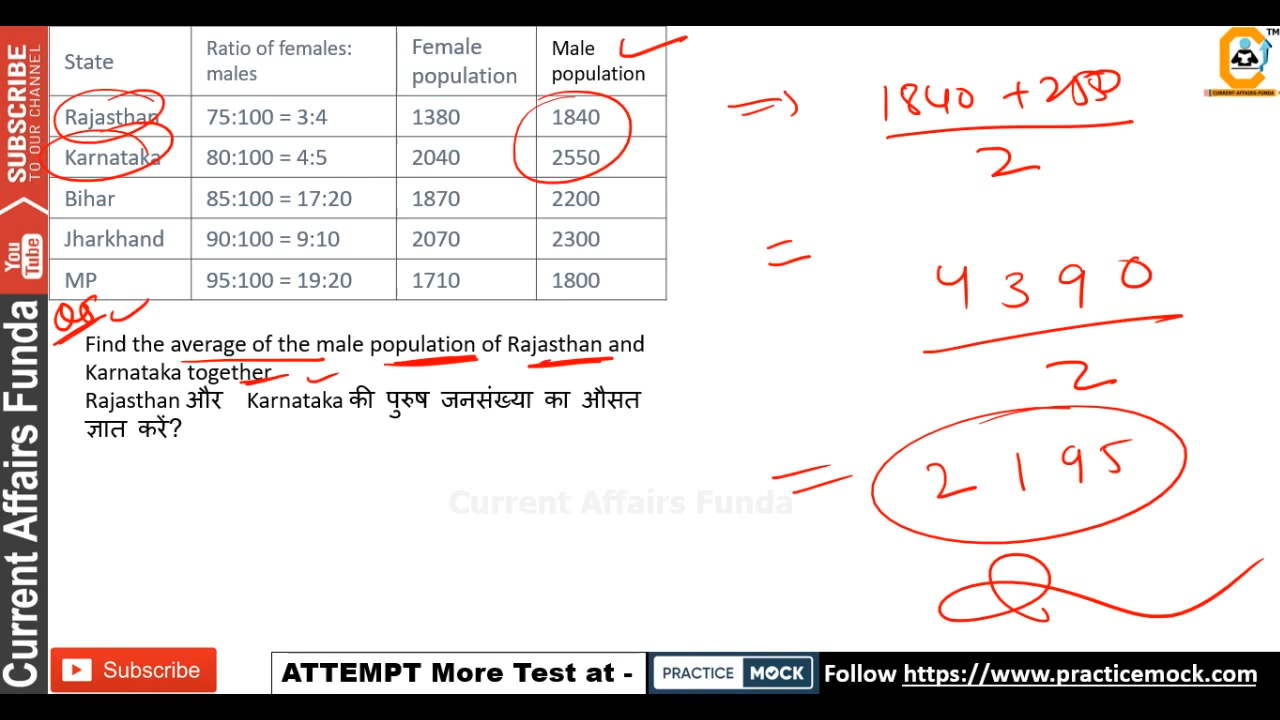 SUBSCRIBE
TO OUR CHANNEL
You
Tube
Current Affairs Funda
State Ratio of females: males Female population Male population
Rajasthan 75:100 = 3:4 1380 1840
Karnataka 80:100 = 4:5 2040 2550
Bihar 85:100 = 17:20 1870 2200
Jharkhand 90:100 = 9:10 2070 2300
MP 95:100 = 19:20 1710 1800
Find the average of the male population of Rajasthan and
Karnataka together
Rajasthan और Karnataka की पुरुष जनसंख्या का औसत
ज्ञात करें?
TM
CURRENT-AFFAIRS-FUNDA
=> 1840 + 2550
2
= 4390
2
= 2195
Current Affairs Funda
Subscribe
ATTEMPT More Test at -
PRACTICE MOCK
Follow https://www.practicemock.com